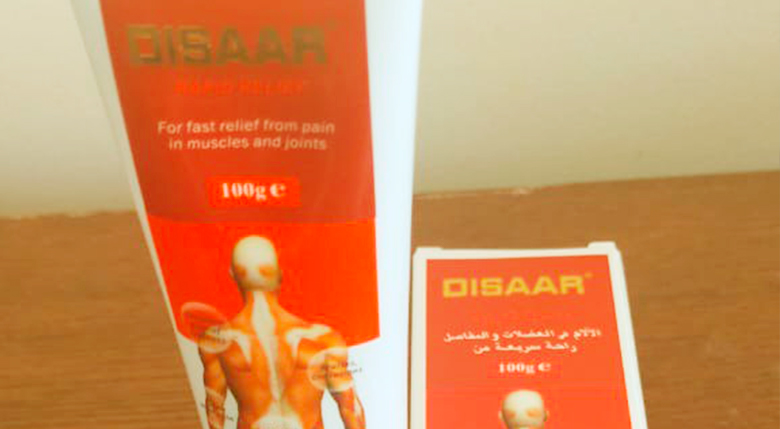 DISAAR
RAPID RELIEF
For fast relief from pain
in muscles and joints
100g e
DISAAR
الآلام في العضلات و المفاصل
راحة سريعة من
100g e